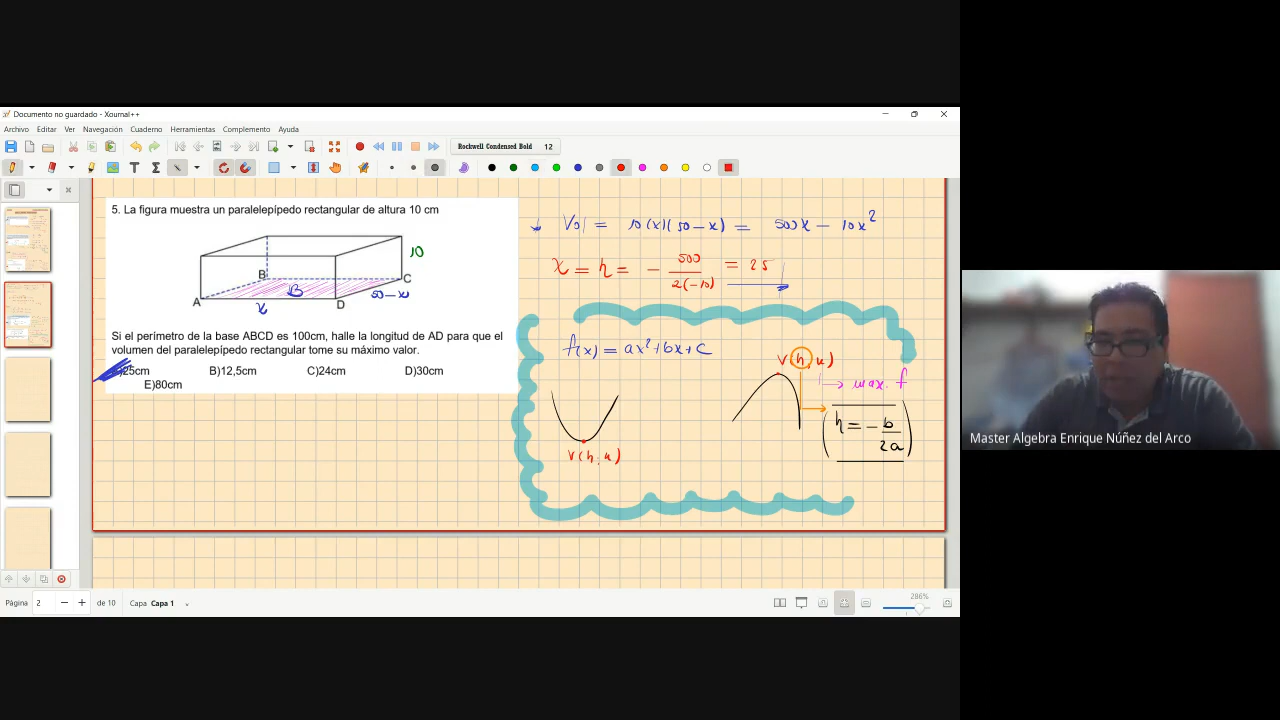 Documento no guardado - Xournal++
Archivo Editar Ver Navegación Cuaderno Herramientas Complemento Ayuda
Rockwell Condensed Bold 12
5. La figura muestra un paralelepípedo rectangular de altura 10 cm
10
B
C
B
50-x
A
x
D
Si el perímetro de la base ABCD es 100cm, halle la longitud de AD para que el
volumen del paralelepípedo rectangular tome su máximo valor.
25cm B)12,5cm C)24cm D)30cm
E)80cm
Vol = 10(x)(50-x) = 500x - 10x²
x = h = - 500/2(-10) = 25
f(x) = ax²+bx+c
V(h,k)
V(h,k)
max. f
h = - b/2a
Master Algebra Enrique Núñez del Arco
Página 2 de 10 Capa Capa 1
286%